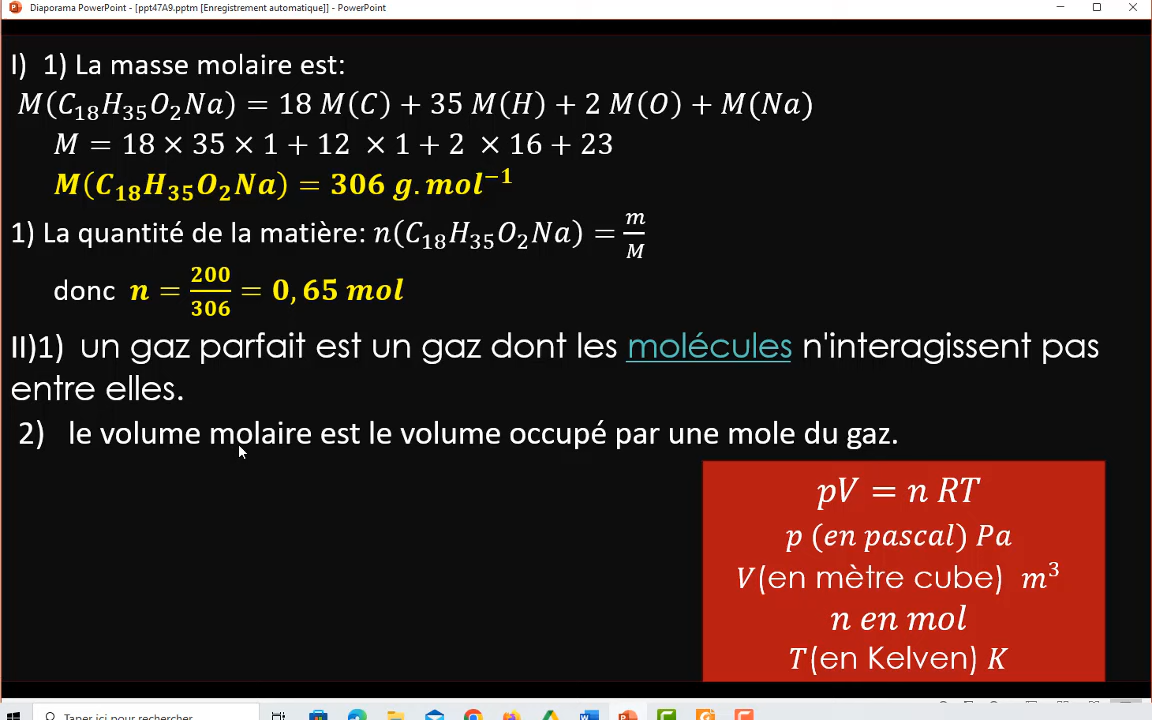 Diaporama PowerPoint - [ppt47A9.pptm [Enregistrement automatique]] - PowerPoint
I) 1) La masse molaire est:
M(C₁₈H₃₅O₂Na) = 18 M(C) + 35 M(H) + 2 M(O) + M(Na)
M = 18 × 35 × 1 + 12 × 1 + 2 × 16 + 23
M(C₁₈H₃₅O₂Na) = 306 g.mol⁻¹
1) La quantité de la matière: n(C₁₈H₃₅O₂Na) = m/M
donc n = 200/306 = 0,65 mol
II)1) un gaz parfait est un gaz dont les molécules n'interagissent pas
entre elles.
2) le volume molaire est le volume occupé par une mole du gaz.
pV = n RT
p (en pascal) Pa
V(en mètre cube) m³
n en mol
T(en Kelven) K
Taper ici pour rechercher